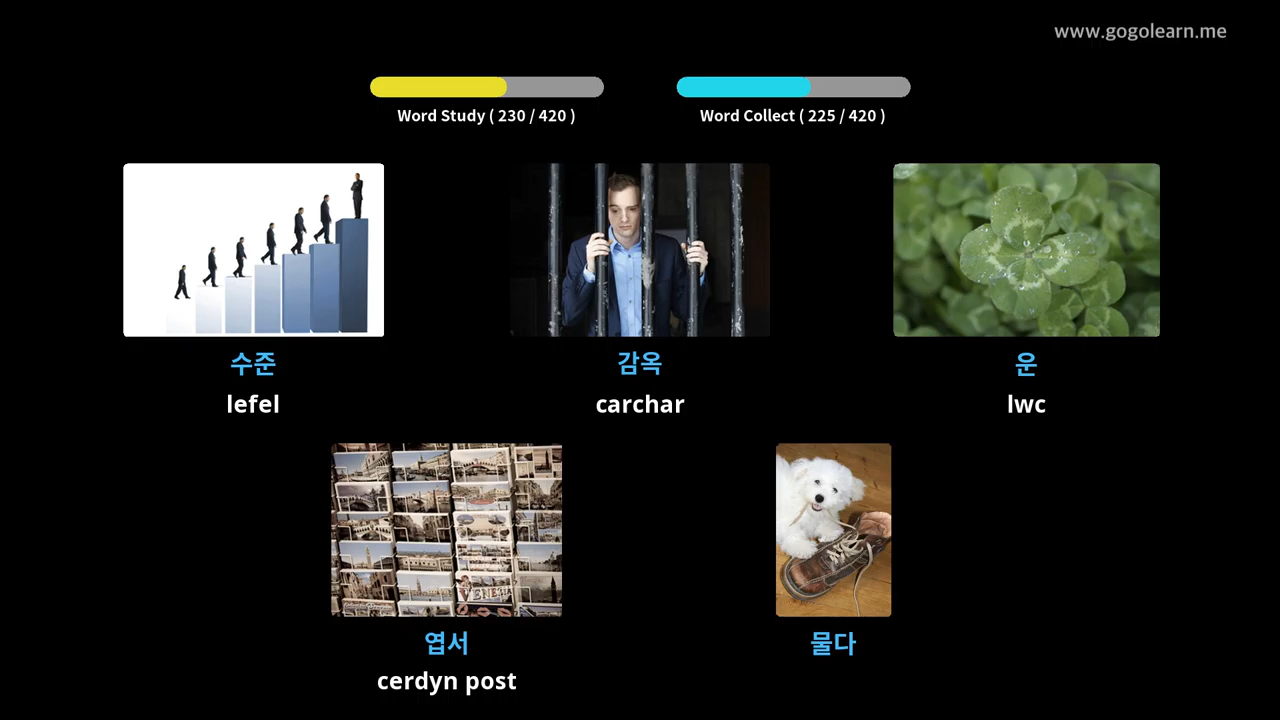 www.gogolearn.me
Word Study ( 230 / 420 )
Word Collect ( 225 / 420 )
수준
lefel
감옥
carchar
운
lwc
엽서
cerdyn post
물다